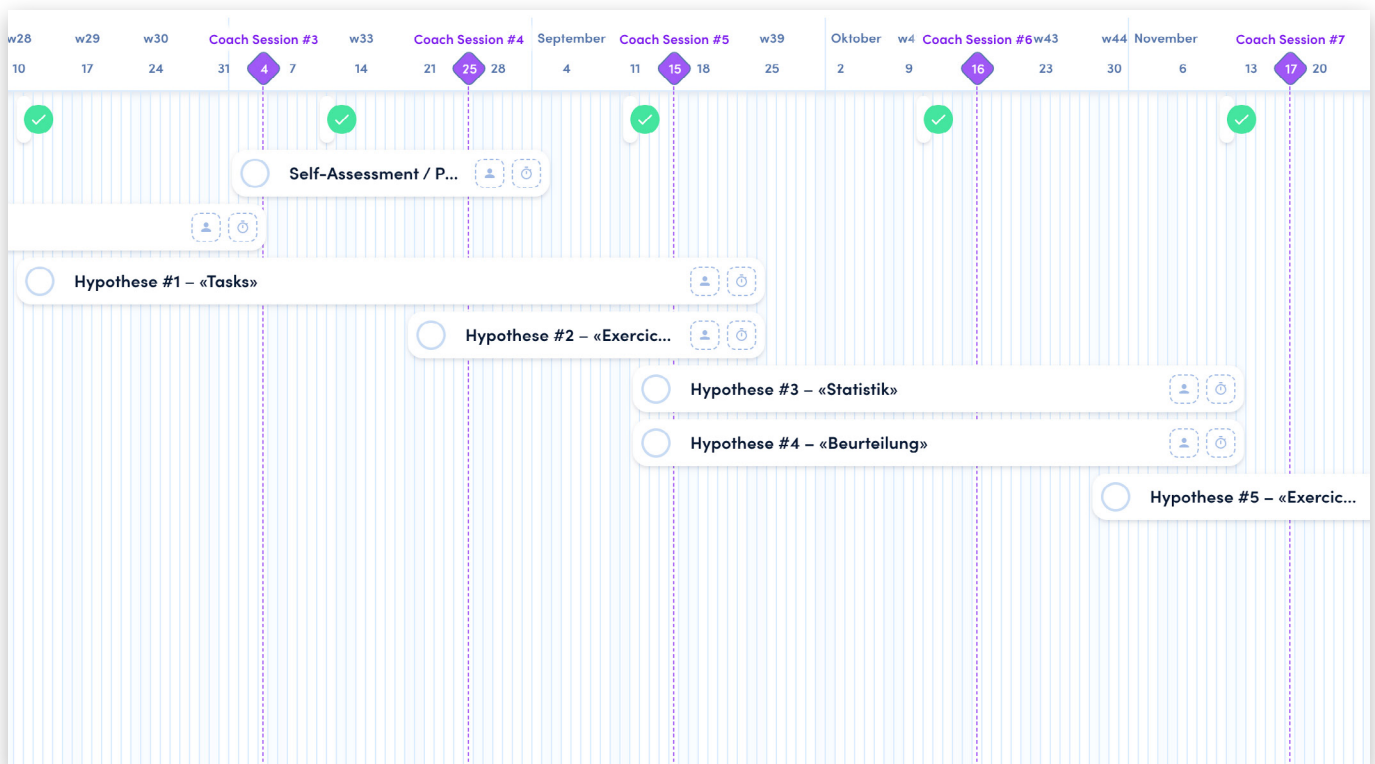 w28 w29 w30 Coach Session #3 w33 Coach Session #4 September Coach Session #5 w39 Oktober w4 Coach Session #6 w43 w44 November Coach Session #7
10 17 24 31 4 7 14 21 25 28 4 11 15 18 25 2 9 16 23 30 6 13 17 20
Self-Assessment / P...
Hypothese #1 – «Tasks»
Hypothese #2 – «Exercic...
Hypothese #3 – «Statistik»
Hypothese #4 – «Beurteilung»
Hypothese #5 – «Exercic...